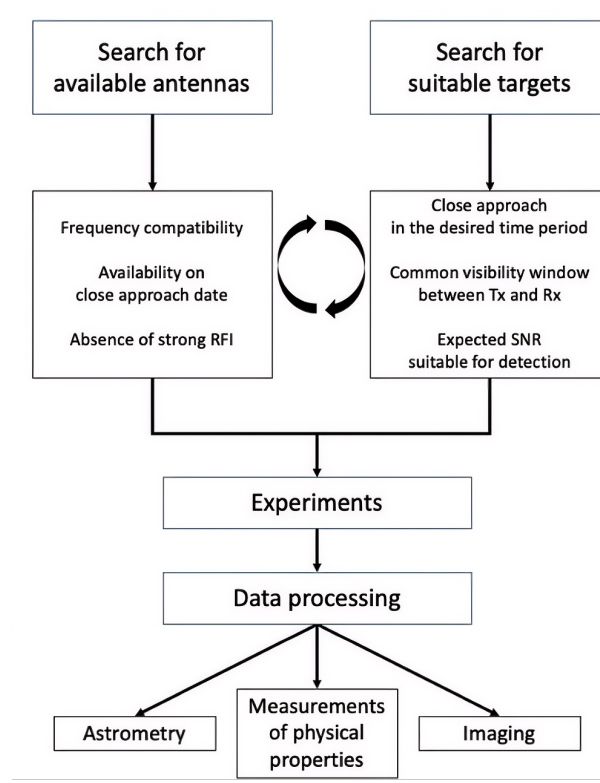 Search for
available antennas
Search for
suitable targets
Frequency compatibility
Availability on
close approach date
Absence of strong RFI
Close approach
in the desired time period
Common visibility window
between Tx and Rx
Expected SNR
suitable for detection
Experiments
Data processing
Astrometry
Measurements
of physical
properties
Imaging